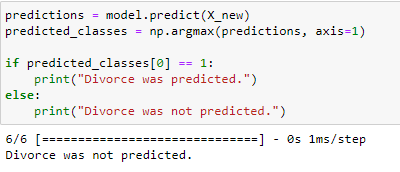 predictions = model.predict(X_new)
predicted_classes = np.argmax(predictions, axis=1)

if predicted_classes[0] == 1:
    print("Divorce was predicted.")
else:
    print("Divorce was not predicted.")
6/6 [==============================] - 0s 1ms/step
Divorce was not predicted.